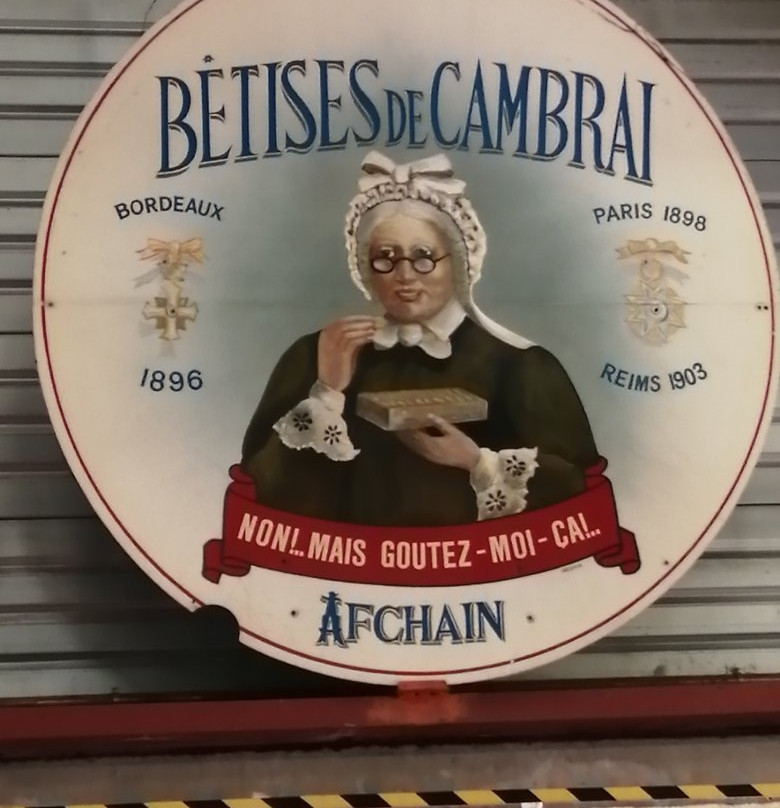 BÊTISES DE CAMBRAI
BORDEAUX
1896
PARIS 1898
REIMS 1903
NON!.. MAIS GOUTEZ-MOI-ÇA!..
AFCHAIN